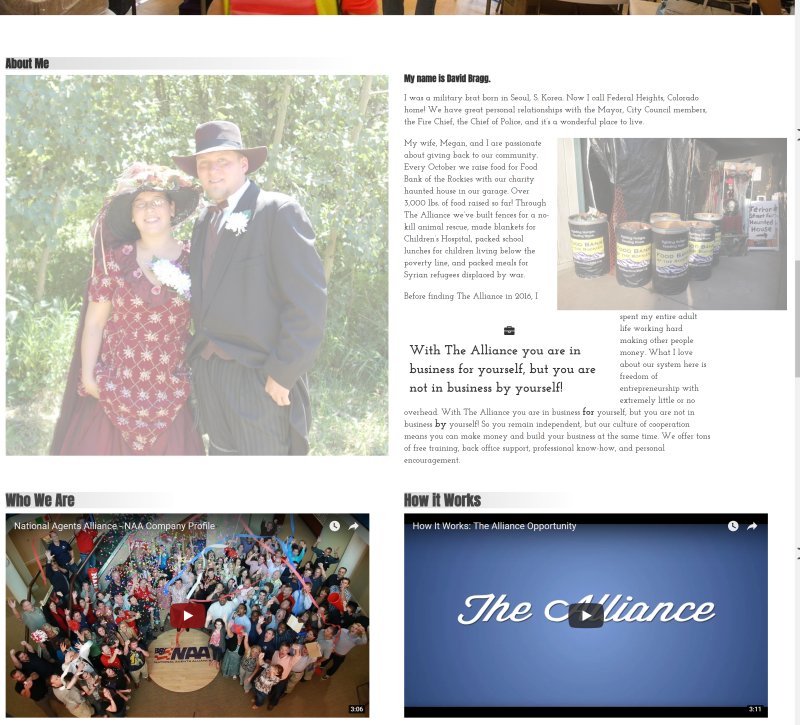 About Me
My name is David Bragg.
I was a military brat born in Seoul, S. Korea. Now I call Federal Heights, Colorado
home! We have great personal relationships with the Mayor, City Council members,
the Fire Chief, the Chief of Police, and it's a wonderful place to live.
My wife, Megan, and I are passionate
about giving back to our community.
Every October we raise food for Food
Bank of the Rockies with our charity
haunted house in our garage. Over
3,000 lbs. of food raised so far! Through
The Alliance we've built fences for a no-
kill animal rescue, made blankets for
Children's Hospital, packed school
lunches for children living below the
poverty line, and packed meals for
Syrian refugees displaced by war.
Terror
Street
Haunted
House
FOOD BANK
FOOD BANK
FOOD BANK
FOOD BANK
Before finding The Alliance in 2016, I
spent my entire adult
life working hard
making other people
money. What I love
about our system here is
freedom of
entrepreneurship with
extremely little or no
With The Alliance you are in
business for yourself, but you are
not in business by yourself!
overhead. With The Alliance you are in business for yourself, but you are not in
business by yourself! So you remain independent, but our culture of cooperation
means you can make money and build your business at the same time. We offer tons
of free training, back office support, professional know-how, and personal
encouragement.
Who We Are
National Agents Alliance - NAA Company Profile
NAA
3:06
How it Works
How It Works: The Alliance Opportunity
The Alliance
3:11